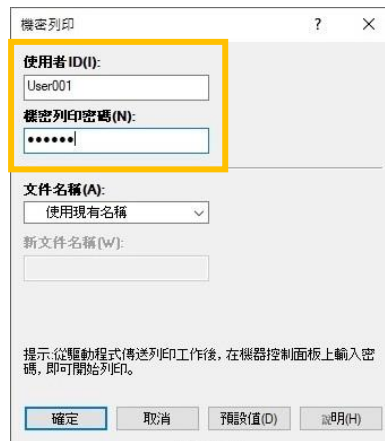 機密列印
?
使用者ID(I):
User001
機密列印密碼(N):
••••••
文件名稱(A):
使用現有名稱
新文件名稱(W):
提示:從驅動程式傳送列印工作後, 在機器控制面板上輸入密
碼, 即可開始列印。
確定 取消 預設值(D) 說明(H)